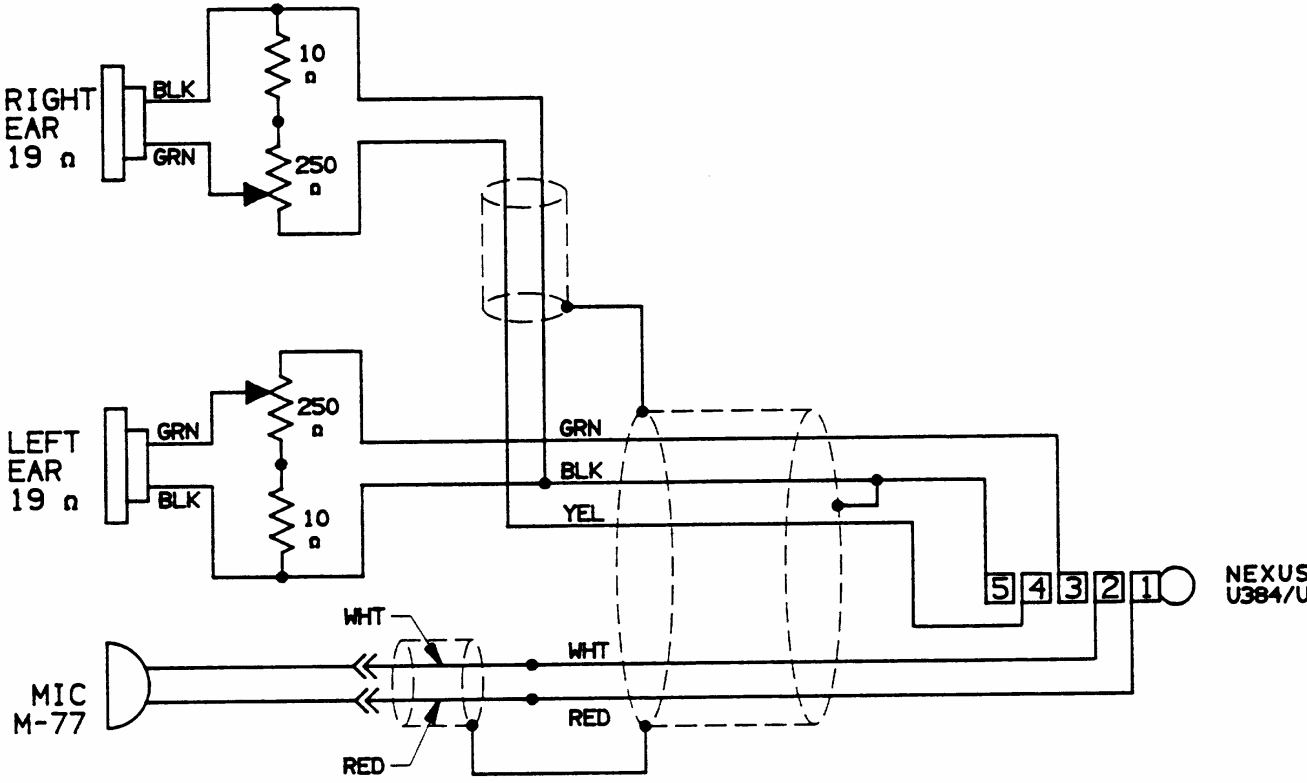 RIGHT
EAR
19 Ω
BLK
GRN
10
Ω
250
Ω
LEFT
EAR
19 Ω
GRN
BLK
250
Ω
10
Ω
GRN
BLK
YEL
5 4 3 2 1
NEXUS
U384/U
MIC
M-77
WHT
RED
WHT
RED